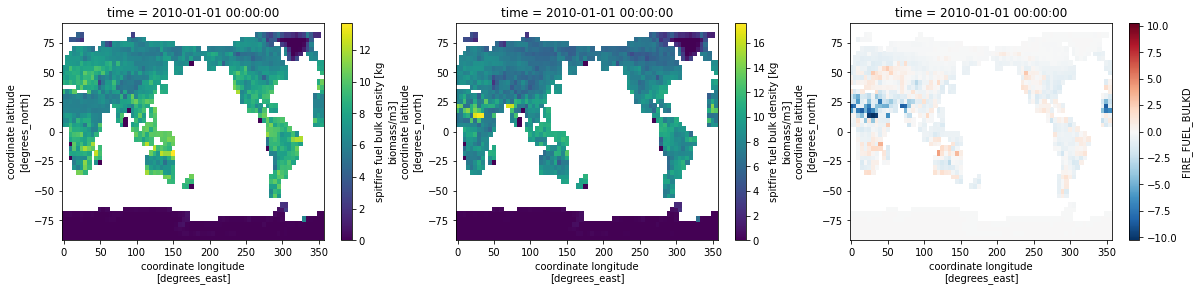 time = 2010-01-01 00:00:00
75
50
25
0
−25
−50
−75
0 50 100 150 200 250 300 350
coordinate latitude
[degrees_north]
coordinate longitude
[degrees_east]
12
10
8
6
4
2
0
spitfire fuel bulk density [kg
biomass/m3]
time = 2010-01-01 00:00:00
75
50
25
0
−25
−50
−75
0 50 100 150 200 250 300 350
coordinate latitude
[degrees_north]
coordinate longitude
[degrees_east]
16
14
12
10
8
6
4
2
0
spitfire fuel bulk density [kg
biomass/m3]
time = 2010-01-01 00:00:00
75
50
25
0
−25
−50
−75
0 50 100 150 200 250 300 350
coordinate latitude
[degrees_north]
coordinate longitude
[degrees_east]
10.0
7.5
5.0
2.5
0.0
−2.5
−5.0
−7.5
−10.0
FIRE_FUEL_BULKD